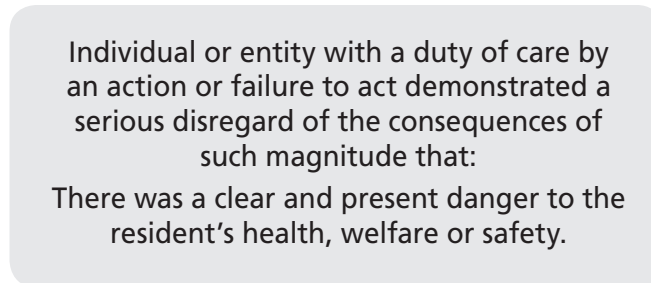 Individual or entity with a duty of care by
an action or failure to act demonstrated a
serious disregard of the consequences of
such magnitude that:
There was a clear and present danger to the
resident’s health, welfare or safety.